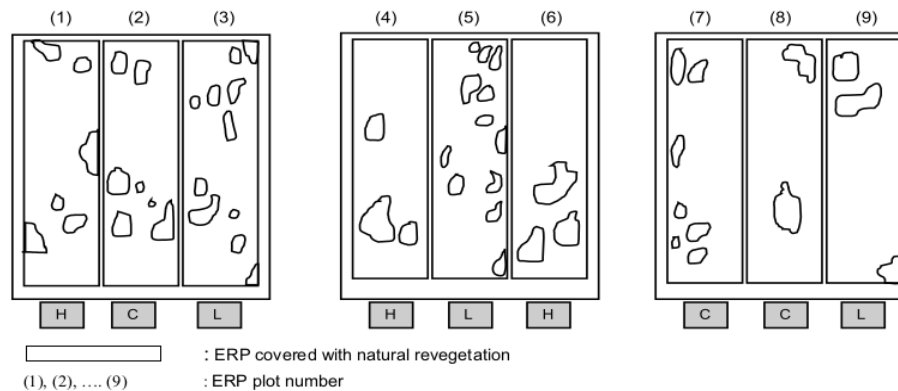 (1) (2) (3) (4) (5) (6) (7) (8) (9)
H C L H L H C C L
: ERP covered with natural revegetation
(1), (2), .... (9) : ERP plot number